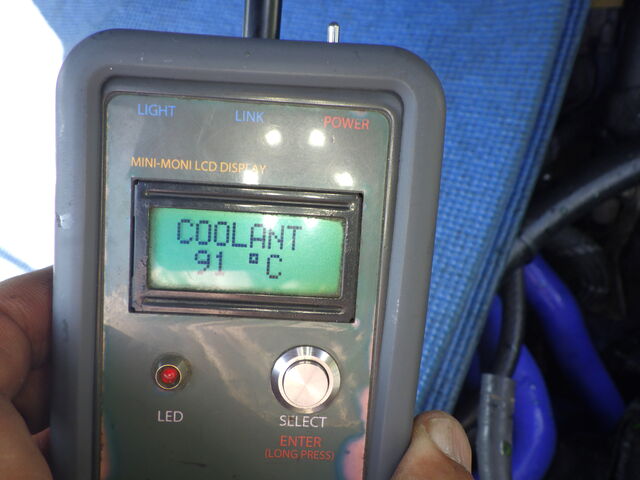 LIGHT LINK POWER
MINI-MONI LCD DISPLAY
COOLANT
91 °C
LED SELECT
ENTER
(LONG PRESS)